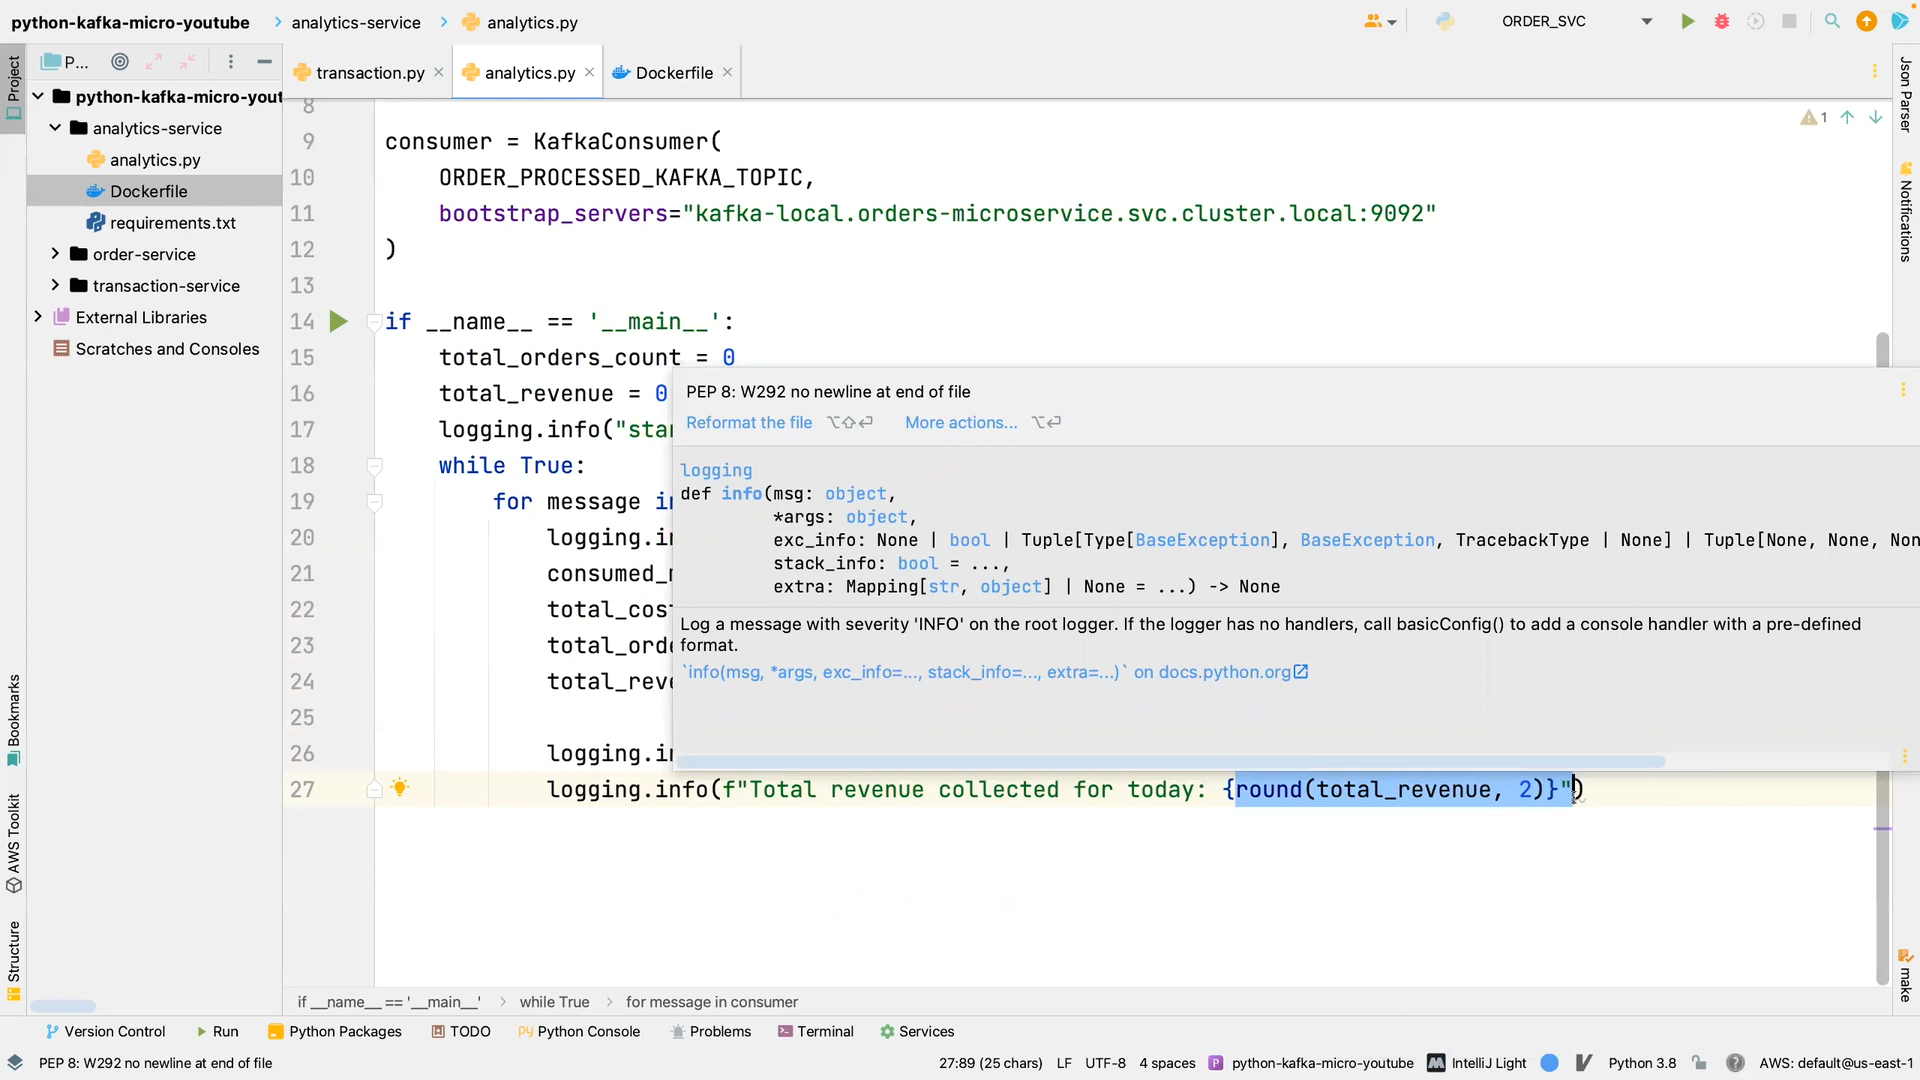 python-kafka-micro-youtube > analytics-service > analytics.py
ORDER_SVC
Project
P...
transaction.py
analytics.py
Dockerfile
python-kafka-micro-yout
analytics-service
analytics.py
Dockerfile
requirements.txt
order-service
transaction-service
External Libraries
Scratches and Consoles
1
8
9 consumer = KafkaConsumer(
10 ORDER_PROCESSED_KAFKA_TOPIC,
11 bootstrap_servers="kafka-local.orders-microservice.svc.cluster.local:9092"
12 )
13
14 if __name__ == '__main__':
15 total_orders_count = 0
16 total_revenue = 0
17 logging.info("star
18 while True:
19 for message in
20 logging.in
21 consumed_m
22 total_cos
23 total_orde
24 total_reve
25
26 logging.in
27 logging.info(f"Total revenue collected for today: {round(total_revenue, 2)}")
PEP 8: W292 no newline at end of file
Reformat the file ⌥⇧⏎ More actions... ⌥⏎
logging
def info(msg: object,
*args: object,
exc_info: None | bool | Tuple[Type[BaseException], BaseException, TracebackType | None] | Tuple[None, None, Non
stack_info: bool = ...,
extra: Mapping[str, object] | None = ...) -> None
Log a message with severity 'INFO' on the root logger. If the logger has no handlers, call basicConfig() to add a console handler with a pre-defined
format.
`info(msg, *args, exc_info=..., stack_info=..., extra=...)` on docs.python.org
Json Parser
Notifications
make
Bookmarks
AWS Toolkit
Structure
if __name__ == '__main__' > while True > for message in consumer
Version Control Run Python Packages TODO Python Console Problems Terminal Services
PEP 8: W292 no newline at end of file 27:89 (25 chars) LF UTF-8 4 spaces python-kafka-micro-youtube IntelliJ Light Python 3.8 AWS: default@us-east-1